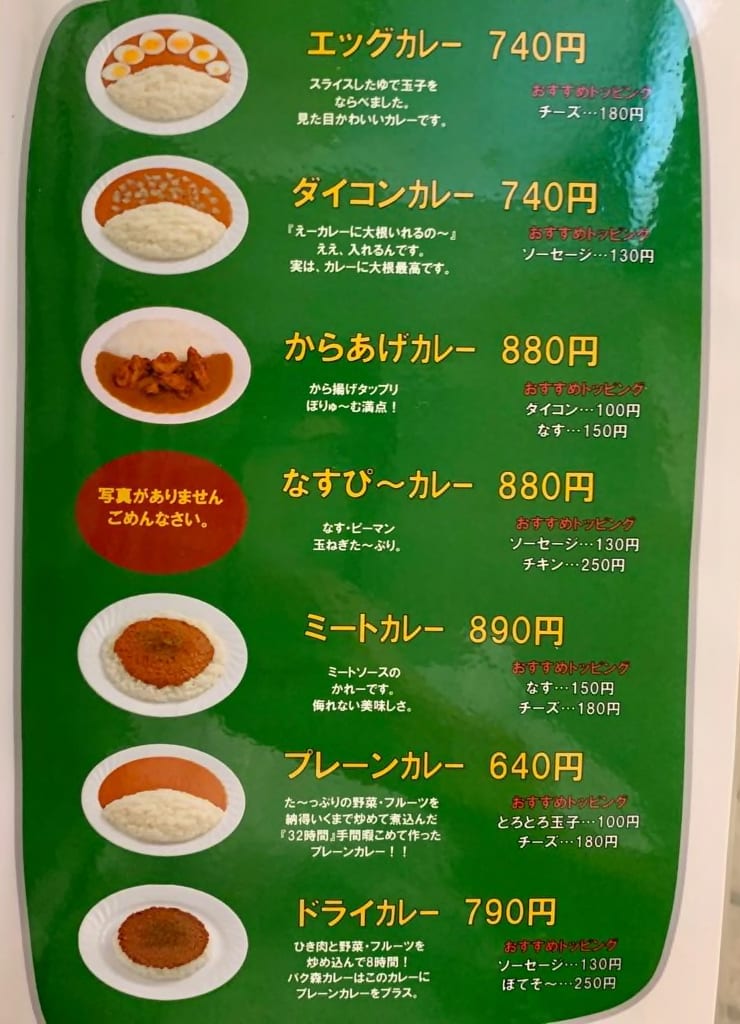 エッグカレー 740円
スライスしたゆで玉子を
ならべました。
見た目かわいいカレーです。
おすすめトッピング
チーズ…180円
ダイコンカレー 740円
『えーカレーに大根いれるの～』
ええ、入れるんです。
実は、カレーに大根最高です。
おすすめトッピング
ソーセージ…130円
からあげカレー 880円
から揚げタップリ
ぼりゅ～む満点！
おすすめトッピング
タイコン…100円
なす…150円
写真がありません
ごめんなさい。
なすぴ～カレー 880円
なす・ピーマン
玉ねぎた～ぷり。
おすすめトッピング
ソーセージ…130円
チキン…250円
ミートカレー 890円
ミートソースの
かれーです。
侮れない美味しさ。
おすすめトッピング
なす…150円
チーズ…180円
プレーンカレー 640円
た～っぷりの野菜・フルーツを
納得いくまで炒めて煮込んだ
『32時間』手間暇こめて作った
プレーンカレー！！
おすすめトッピング
とろとろ玉子…100円
チーズ…180円
ドライカレー 790円
ひき肉と野菜・フルーツを
炒め込んで8時間！
パク森カレーはこのカレーに
プレーンカレーをプラス。
おすすめトッピング
ソーセージ…130円
ほてそ～…250円